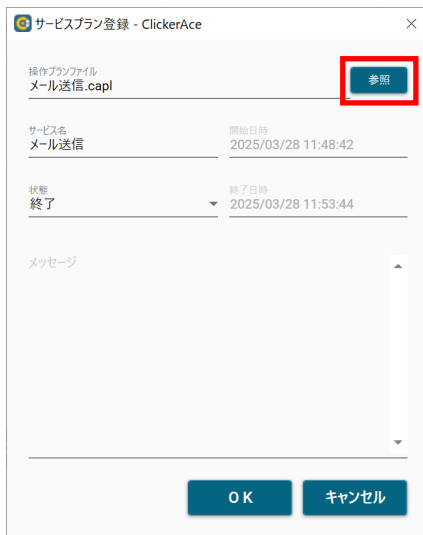 サービスプラン登録 - ClickerAce
操作プランファイル
メール送信.capl
参照
サービス名
メール送信
開始日時
2025/03/28 11:48:42
状態
終了
終了日時
2025/03/28 11:53:44
メッセージ
OK
キャンセル